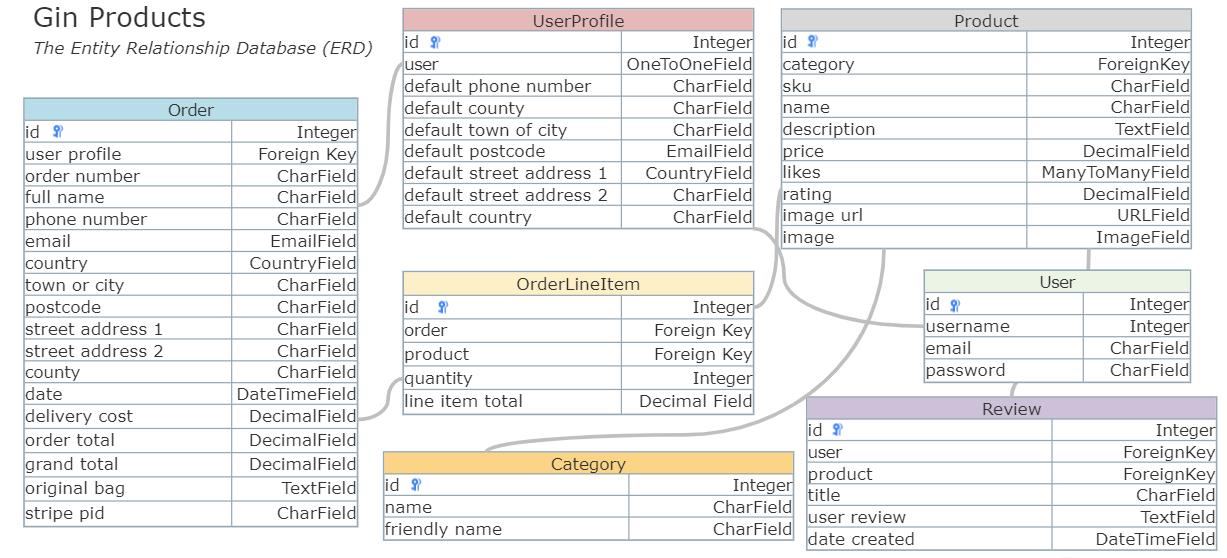 Gin Products
The Entity Relationship Database (ERD)
Order
id Integer
user profile Foreign Key
order number CharField
full name CharField
phone number CharField
email EmailField
country CountryField
town or city CharField
postcode CharField
street address 1 CharField
street address 2 CharField
county CharField
date DateTimeField
delivery cost DecimalField
order total DecimalField
grand total DecimalField
original bag TextField
stripe pid CharField
UserProfile
id Integer
user OneToOneField
default phone number CharField
default county CharField
default town of city CharField
default postcode EmailField
default street address 1 CountryField
default street address 2 CharField
default country CharField
OrderLineItem
id Integer
order Foreign Key
product Foreign Key
quantity Integer
line item total Decimal Field
Category
id Integer
name CharField
friendly name CharField
Product
id Integer
category ForeignKey
sku CharField
name CharField
description TextField
price DecimalField
likes ManyToManyField
rating DecimalField
image url URLField
image ImageField
User
id Integer
username Integer
email CharField
password CharField
Review
id Integer
user ForeignKey
product ForeignKey
title CharField
user review TextField
date created DateTimeField